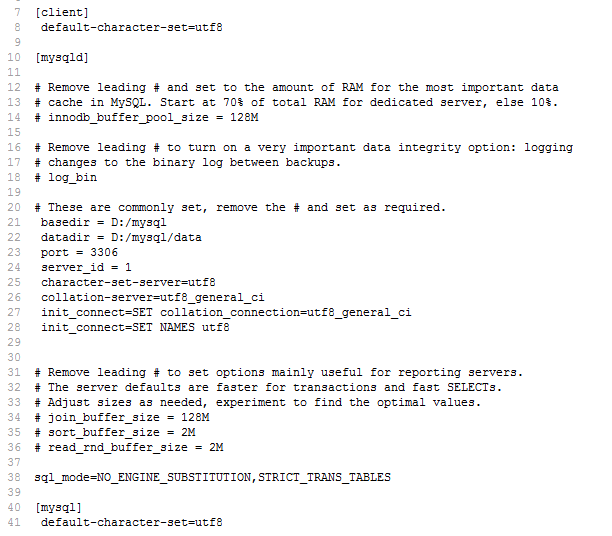 7 [client]
8 default-character-set=utf8
9
10 [mysqld]
11
12 # Remove leading # and set to the amount of RAM for the most important data
13 # cache in MySQL. Start at 70% of total RAM for dedicated server, else 10%.
14 # innodb_buffer_pool_size = 128M
15
16 # Remove leading # to turn on a very important data integrity option: logging
17 # changes to the binary log between backups.
18 # log_bin
19
20 # These are commonly set, remove the # and set as required.
21 basedir = D:/mysql
22 datadir = D:/mysql/data
23 port = 3306
24 server_id = 1
25 character-set-server=utf8
26 collation-server=utf8_general_ci
27 init_connect=SET collation_connection=utf8_general_ci
28 init_connect=SET NAMES utf8
29
30
31 # Remove leading # to set options mainly useful for reporting servers.
32 # The server defaults are faster for transactions and fast SELECTs.
33 # Adjust sizes as needed, experiment to find the optimal values.
34 # join_buffer_size = 128M
35 # sort_buffer_size = 2M
36 # read_rnd_buffer_size = 2M
37
38 sql_mode=NO_ENGINE_SUBSTITUTION,STRICT_TRANS_TABLES
39
40 [mysql]
41 default-character-set=utf8